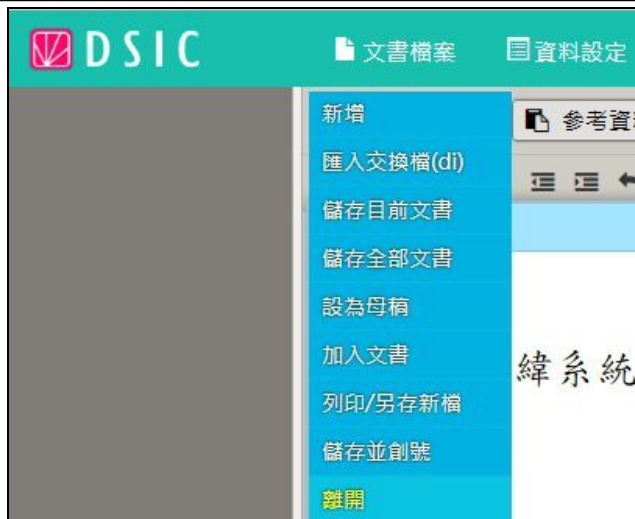 DSIC
文書檔案
資料設定
新增
匯入交換檔(di)
儲存目前文書
儲存全部文書
設為母稿
加入文書
列印/另存新檔
儲存並創號
離開
參考資
緯系統